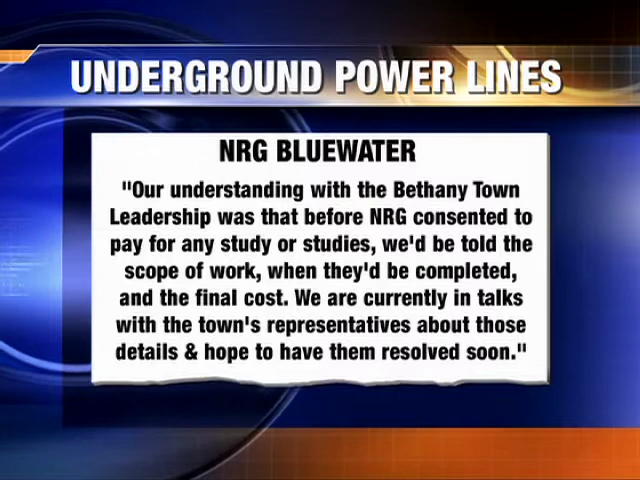 UNDERGROUND POWER LINES
NRG BLUEWATER
"Our understanding with the Bethany Town
Leadership was that before NRG consented to
pay for any study or studies, we'd be told the
scope of work, when they'd be completed,
and the final cost. We are currently in talks
with the town's representatives about those
details & hope to have them resolved soon."